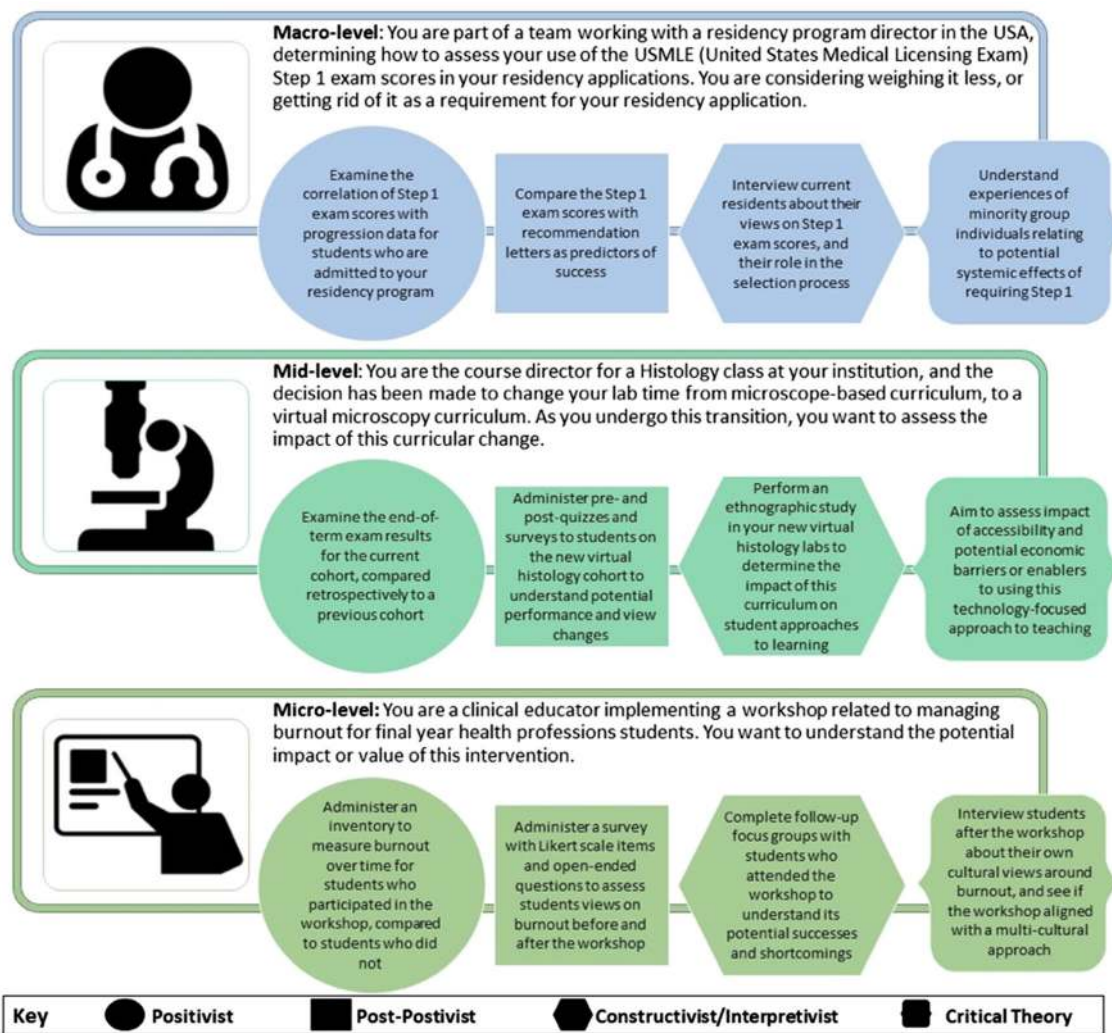 Macro-level: You are part of a team working with a residency program director in the USA,
determining how to assess your use of the USMLE (United States Medical Licensing Exam)
Step 1 exam scores in your residency applications. You are considering weighing it less, or
getting rid of it as a requirement for your residency application.
Examine the
correlation of Step 1
exam scores with
progression data for
students who are
admitted to your
residency program
Compare the Step 1
exam scores with
recommendation
letters as predictors of
success
Interview current
residents about their
views on Step 1
exam scores, and
their role in the
selection process
Understand
experiences of
minority group
individuals relating
to potential
systemic effects of
requiring Step 1
Mid-level: You are the course director for a Histology class at your institution, and the
decision has been made to change your lab time from microscope-based curriculum, to a
virtual microscopy curriculum. As you undergo this transition, you want to assess the
impact of this curricular change.
Examine the end-of-
term exam results
for the current
cohort, compared
retrospectively to a
previous cohort
Administer pre- and
post-quizzes and
surveys to students on
the new virtual
histology cohort to
understand potential
performance and view
changes
Perform an
ethnographic study
in your new virtual
histology labs to
determine the
impact of this
curriculum on
student approaches
to learning
Aim to assess impact
of accessibility and
potential economic
barriers or enablers
to using this
technology-focused
approach to teaching
Micro-level: You are a clinical educator implementing a workshop related to managing
burnout for final year health professions students. You want to understand the potential
impact or value of this intervention.
Administer an
inventory to
measure burnout
over time for
students who
participated in the
workshop, compared
to students who did
not
Administer a survey
with Likert scale items
and open-ended
questions to assess
students views on
burnout before and
after the workshop
Complete follow-up
focus groups with
students who
attended the
workshop to
understand its
potential successes
and shortcomings
Interview students
after the workshop
about their own
cultural views around
burnout, and see if
the workshop aligned
with a multi-cultural
approach
Key Positivist Post-Postivist Constructivist/Interpretivist Critical Theory